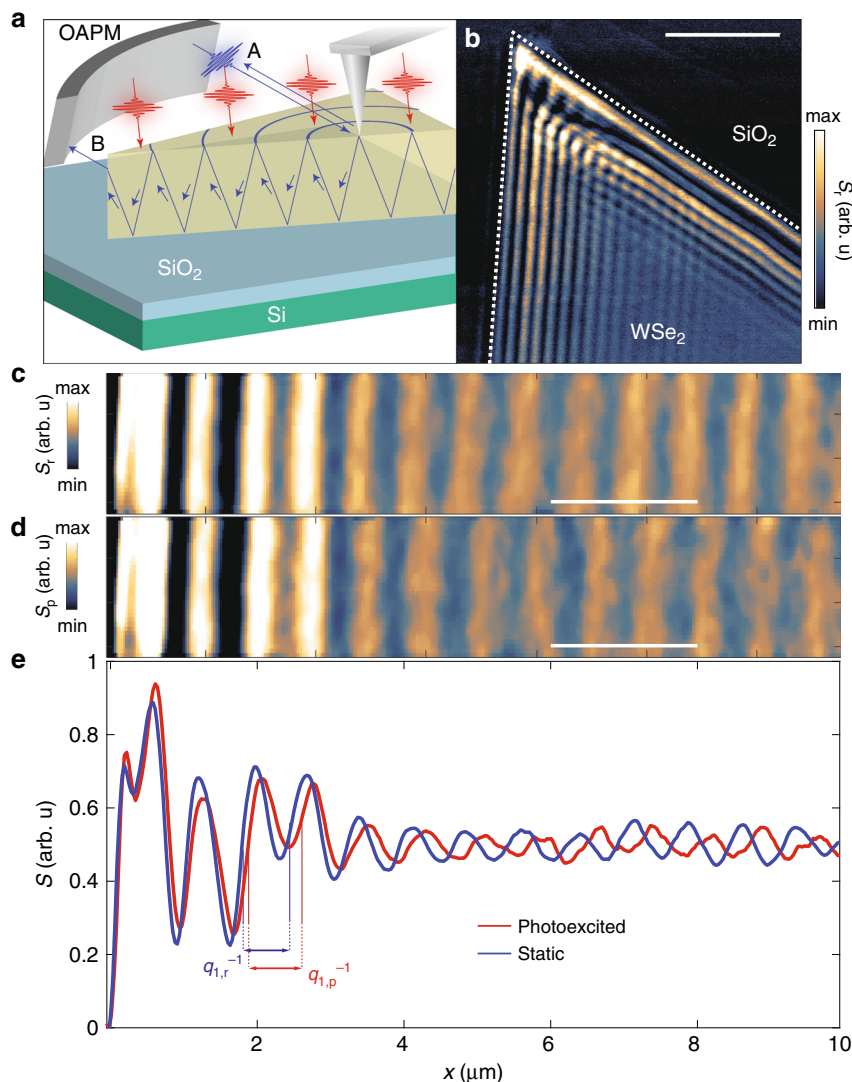 a
OAPM
A
B
SiO2
Si
b
SiO2
WSe2
max
Sr (arb. u)
min
c
max
Sr (arb. u)
min
d
max
Sp (arb. u)
min
e
1
0.8
0.6
0.4
0.2
0
S (arb. u)
q1,r−1
q1,p−1
Photoexcited
Static
2
4
6
8
10
x (μm)